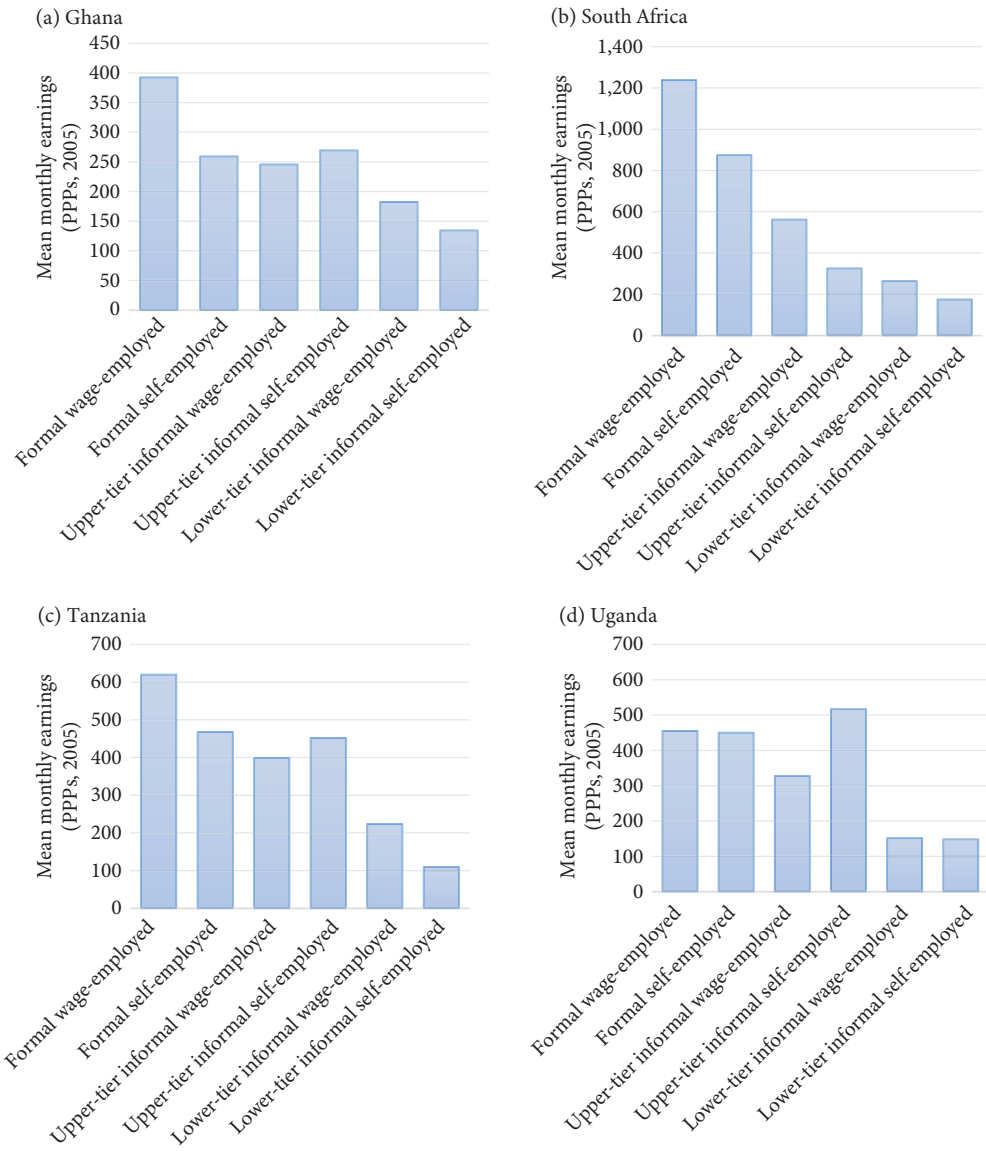 (a) Ghana
Mean monthly earnings
(PPPs, 2005)
450
400
350
300
250
200
150
100
50
0
Formal wage-employed
Formal self-employed
Upper-tier informal wage-employed
Upper-tier informal self-employed
Lower-tier informal wage-employed
Lower-tier informal self-employed
(b) South Africa
Mean monthly earnings
(PPPs, 2005)
1,400
1,200
1,000
800
600
400
200
0
Formal wage-employed
Formal self-employed
Upper-tier informal wage-employed
Upper-tier informal self-employed
Lower-tier informal wage-employed
Lower-tier informal self-employed
(c) Tanzania
Mean monthly earnings
(PPPs, 2005)
700
600
500
400
300
200
100
0
Formal wage-employed
Formal self-employed
Upper-tier informal wage-employed
Upper-tier informal self-employed
Lower-tier informal wage-employed
Lower-tier informal self-employed
(d) Uganda
Mean monthly earnings
(PPPs, 2005)
700
600
500
400
300
200
100
0
Formal wage-employed
Formal self-employed
Upper-tier informal wage-employed
Upper-tier informal self-employed
Lower-tier informal wage-employed
Lower-tier informal self-employed